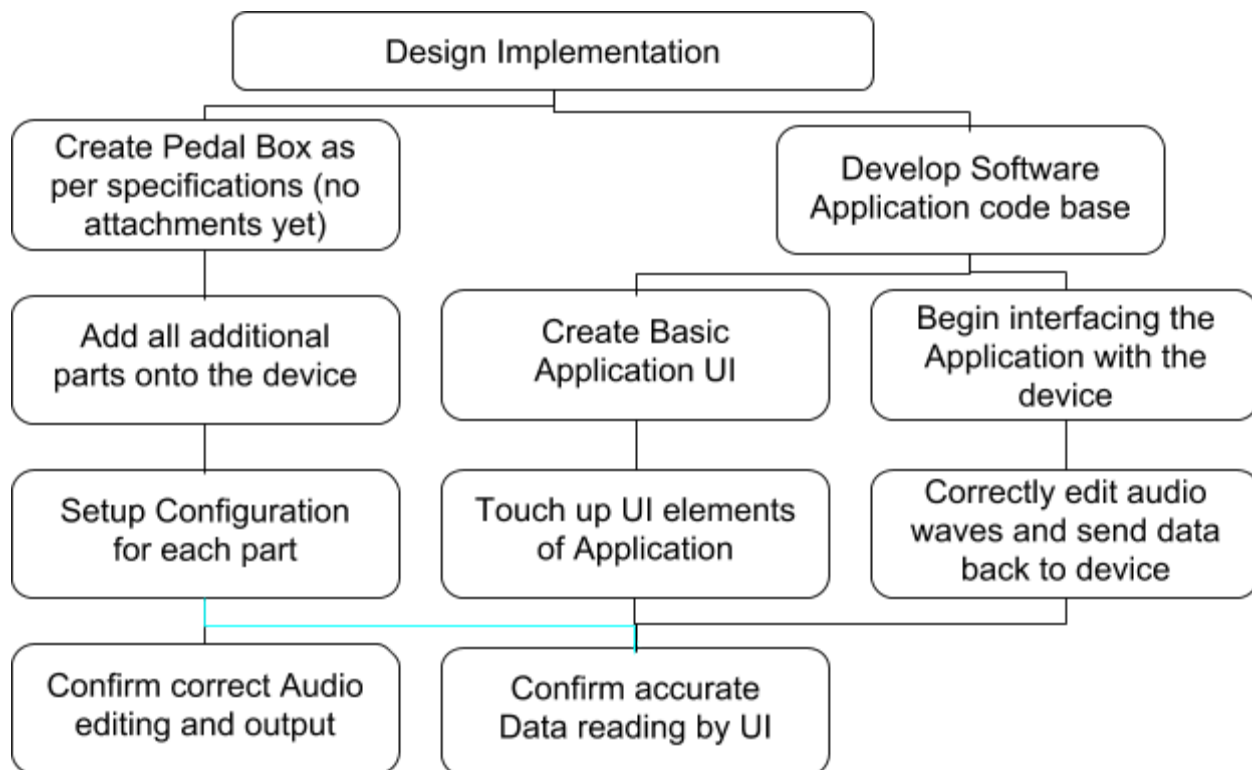 Design Implementation
Create Pedal Box as
per specifications (no
attachments yet)
Develop Software
Application code base
Add all additional
parts onto the device
Create Basic
Application UI
Begin interfacing the
Application with the
device
Setup Configuration
for each part
Touch up UI elements
of Application
Correctly edit audio
waves and send data
back to device
Confirm correct Audio
editing and output
Confirm accurate
Data reading by UI